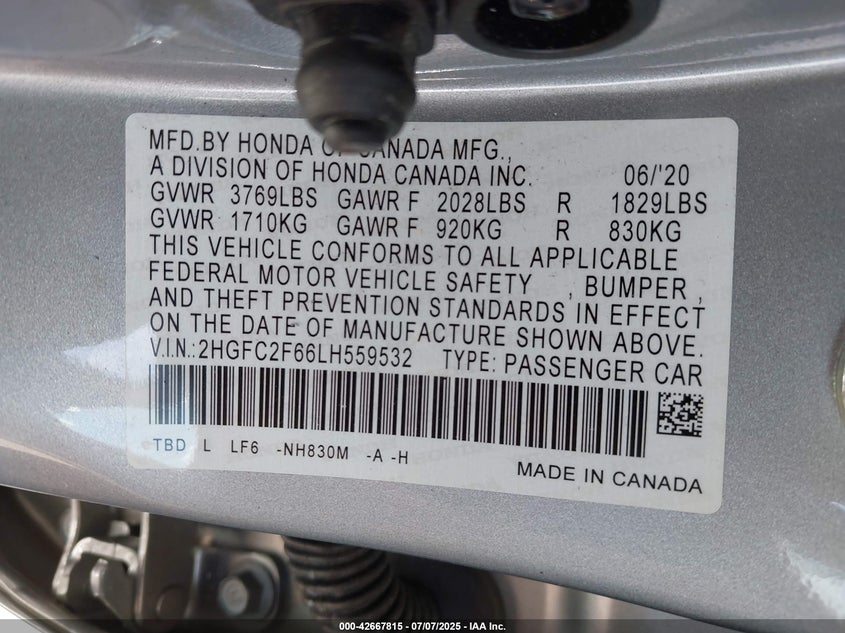 MFD.BY HONDA OF CANADA MFG.,
A DIVISION OF HONDA CANADA INC. 06/'20
GVWR 3769LBS GAWR F 2028LBS R 1829LBS
GVWR 1710KG GAWR F 920KG R 830KG
THIS VEHICLE CONFORMS TO ALL APPLICABLE
FEDERAL MOTOR VEHICLE SAFETY , BUMPER ,
AND THEFT PREVENTION STANDARDS IN EFFECT
ON THE DATE OF MANUFACTURE SHOWN ABOVE.
V.I.N.:2HGFC2F66LH559532 TYPE: PASSENGER CAR
TBD L LF6 -NH830M -A -H
MADE IN CANADA
000-42667815 / 07/07/2025 - IAA Inc.